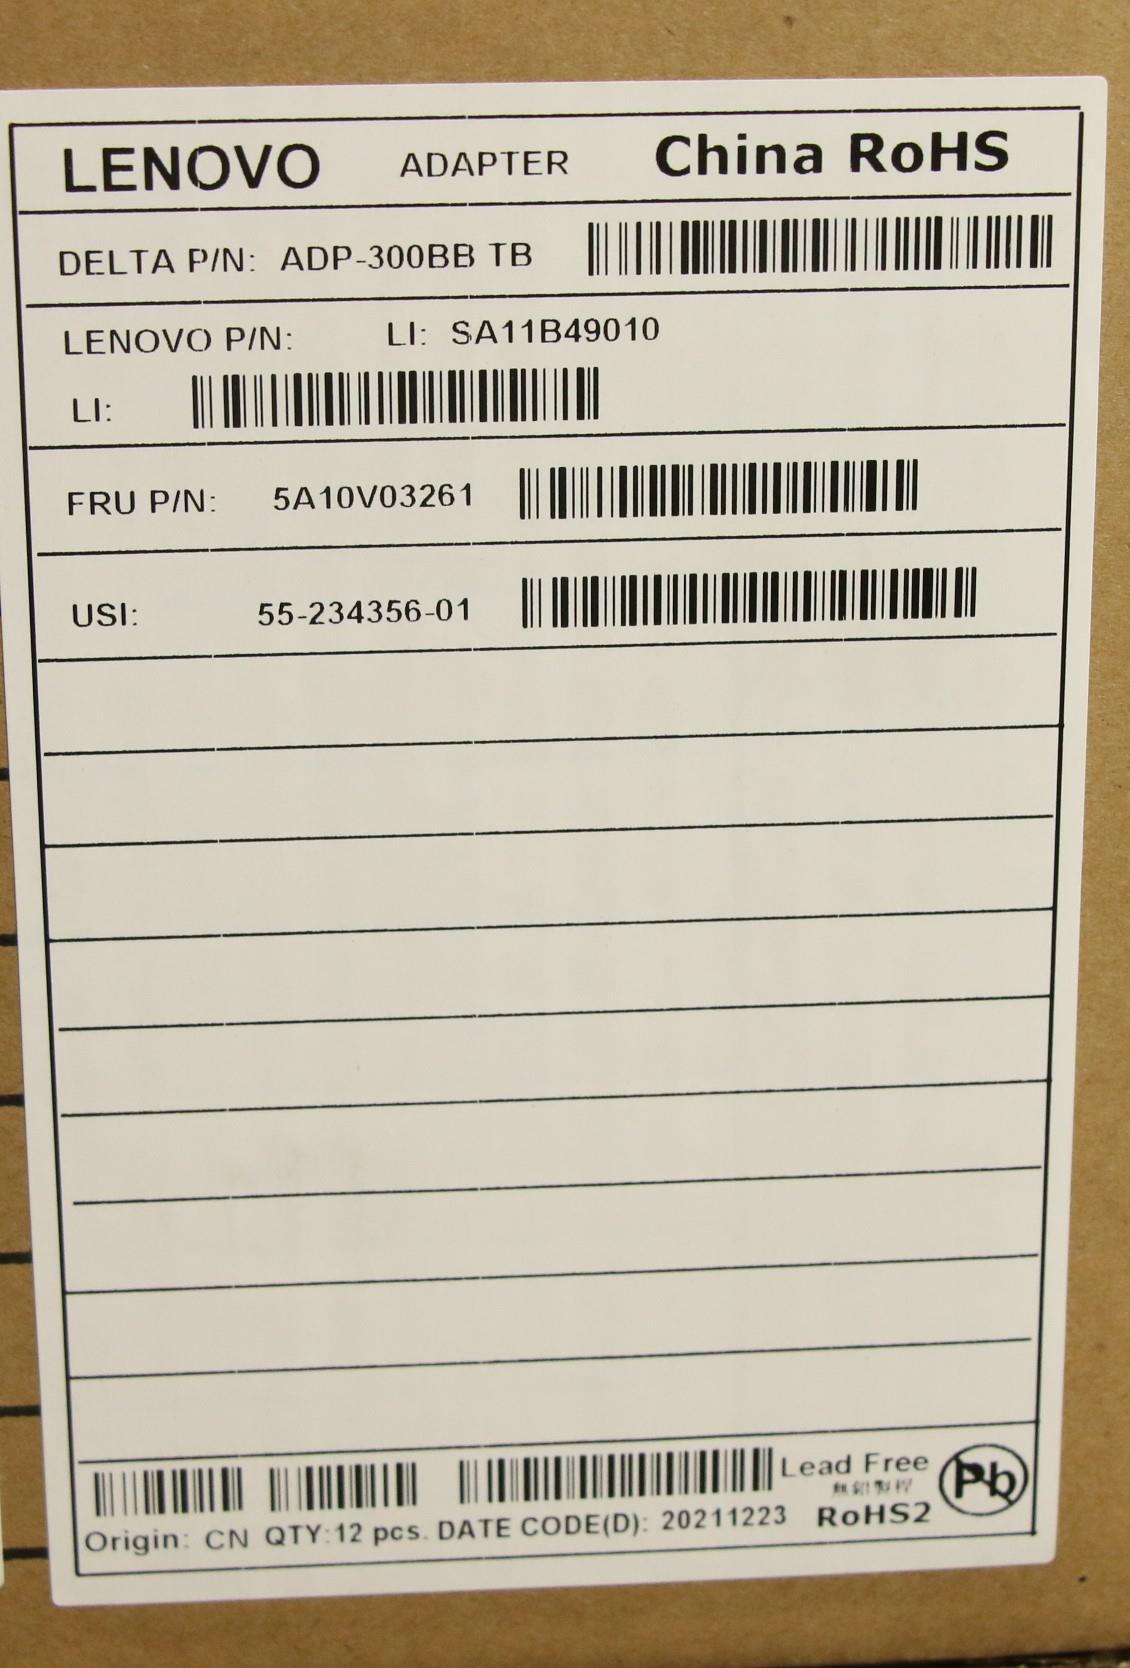 LENOVO ADAPTER China RoHS
DELTA P/N: ADP-300BB TB
LENOVO P/N: LI: SA11B49010
LI:
FRU P/N: 5A10V03261
USI: 55-234356-01
Lead Free
Pb
RoHS2
Origin: CN QTY:12 pcs. DATE CODE(D): 20211223